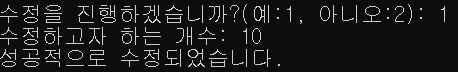 수정을 진행하겠습니까?(예:1, 아니오:2): 1
수정하고자 하는 개수: 10
성공적으로 수정되었습니다.